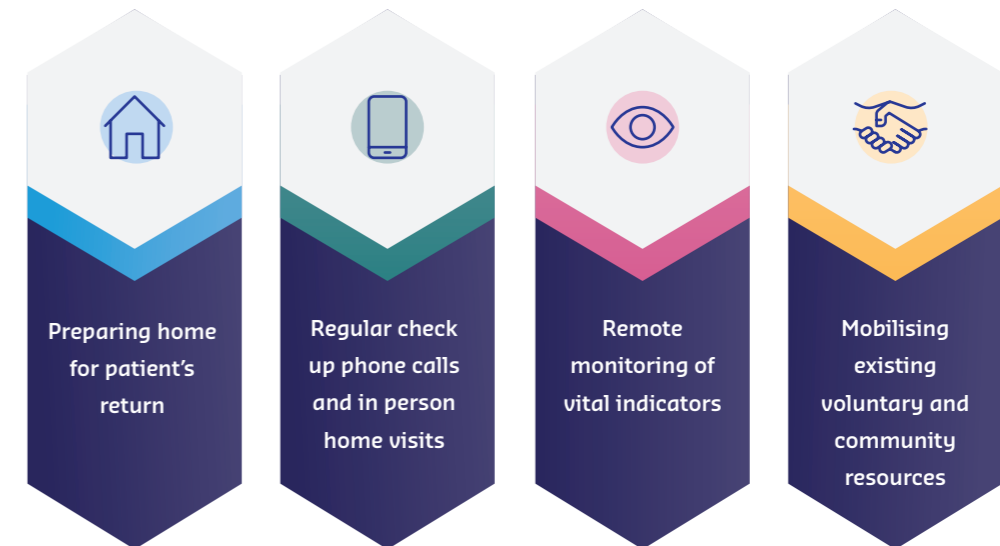 Preparing home
for patient's
return
Regular check
up phone calls
and in person
home visits
Remote
monitoring of
vital indicators
Mobilising
existing
voluntary and
community
resources